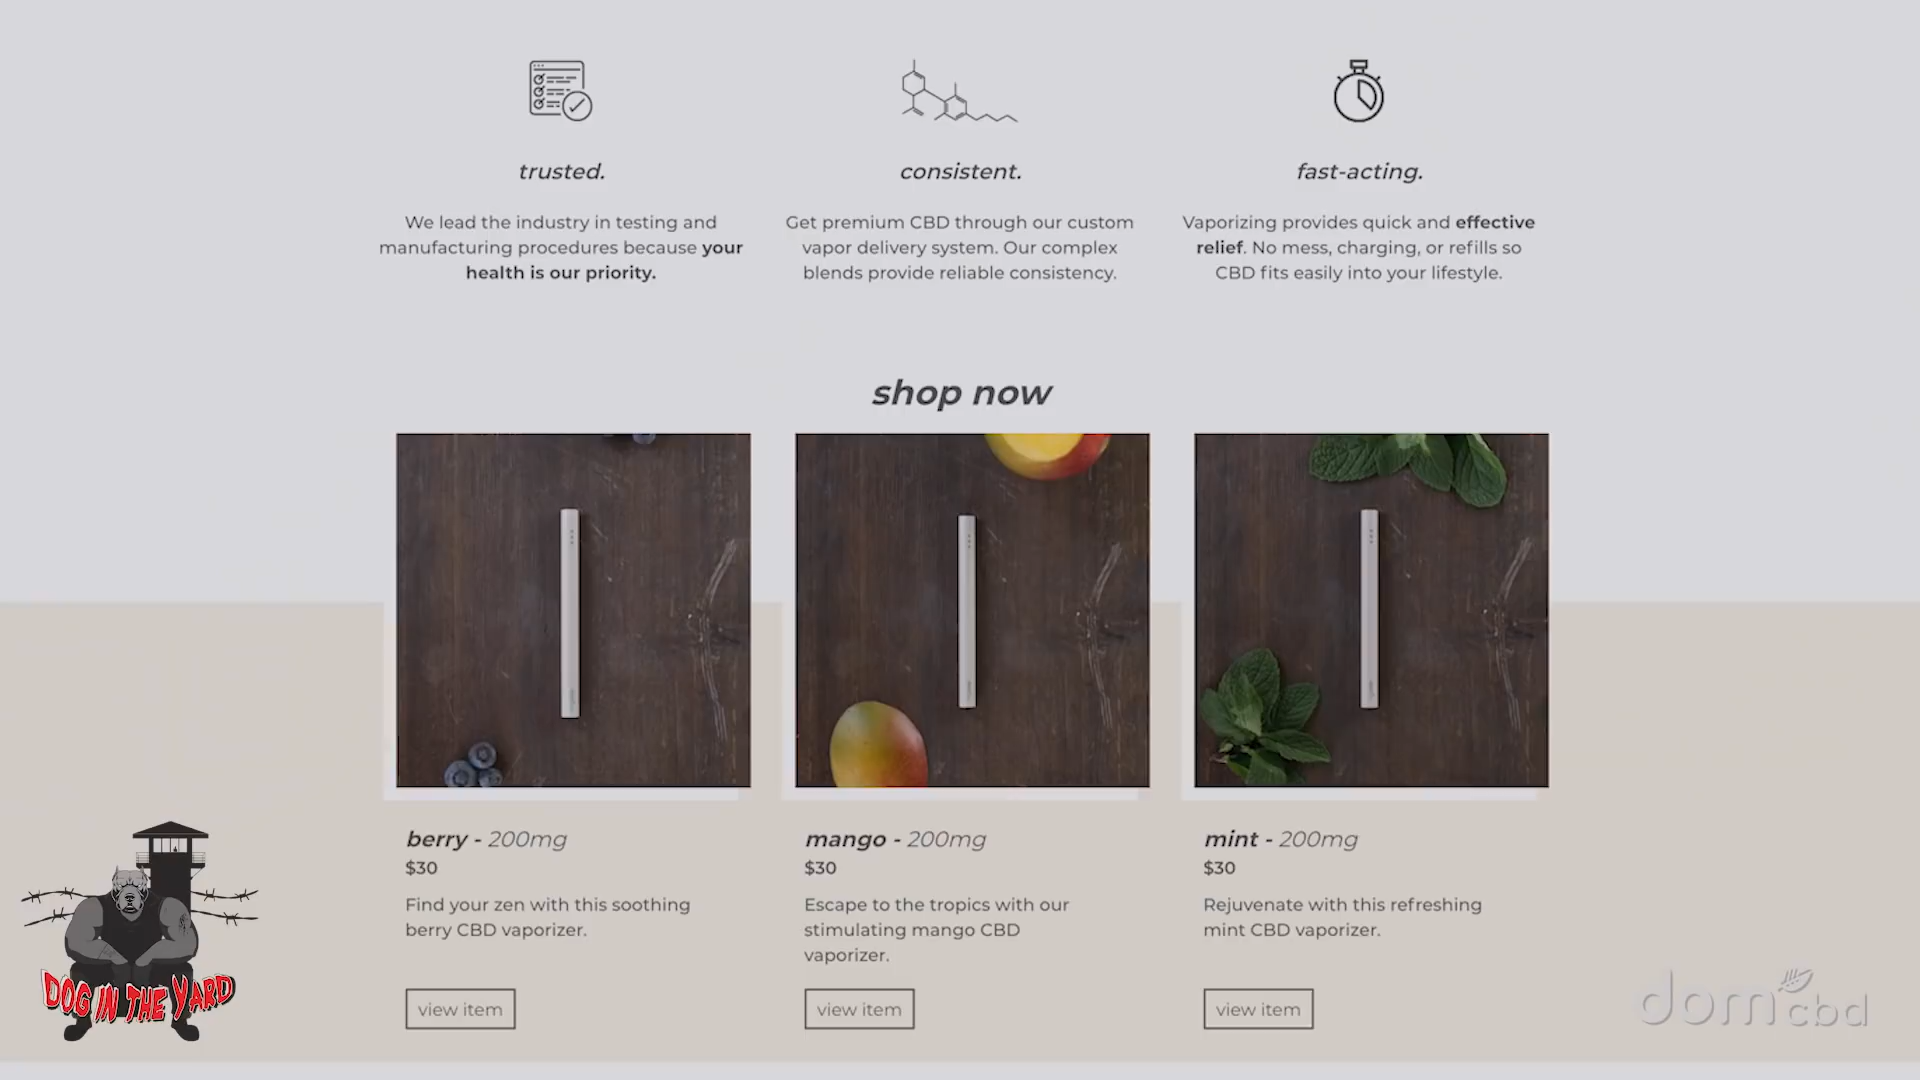 trusted.
We lead the industry in testing and
manufacturing procedures because your
health is our priority.
consistent.
Get premium CBD through our custom
vapor delivery system. Our complex
blends provide reliable consistency.
fast-acting.
Vaporizing provides quick and effective
relief. No mess, charging, or refills so
CBD fits easily into your lifestyle.
shop now
berry - 200mg
$30
Find your zen with this soothing
berry CBD vaporizer.
view item
mango - 200mg
$30
Escape to the tropics with our
stimulating mango CBD
vaporizer.
view item
mint - 200mg
$30
Rejuvenate with this refreshing
mint CBD vaporizer.
view item
DOG IN THE YARD
dom cbd